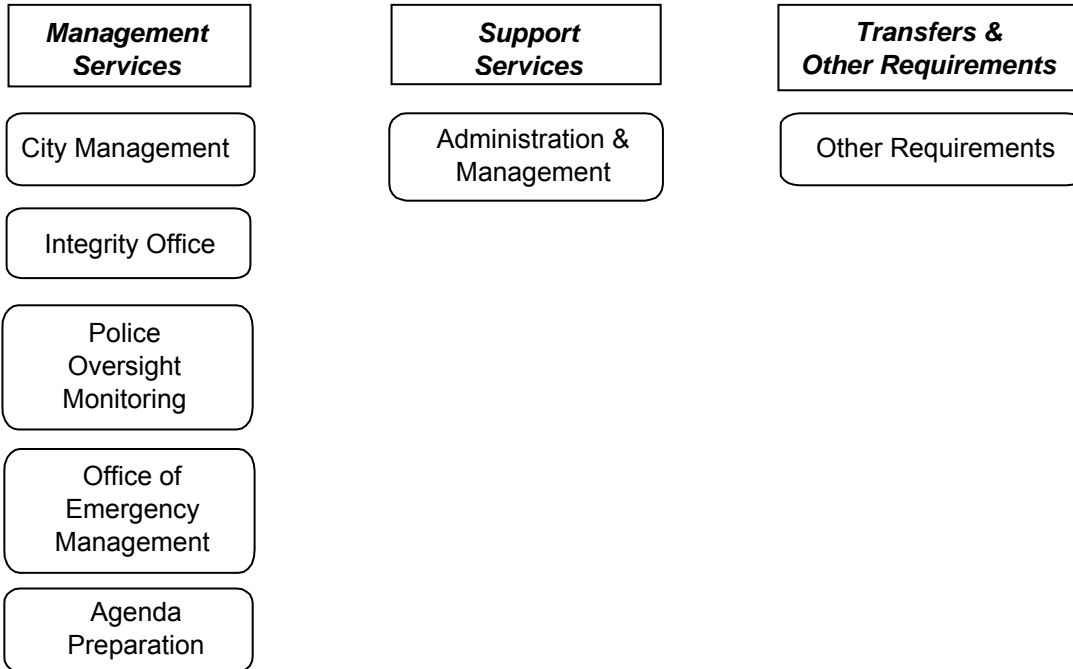 Management
Services
City Management
Integrity Office
Police
Oversight
Monitoring
Office of
Emergency
Management
Agenda
Preparation
Support
Services
Administration &
Management
Transfers &
Other Requirements
Other Requirements